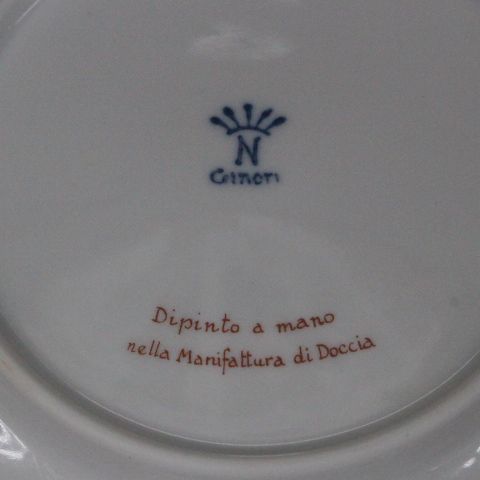 N
Ginori
Dipinto a mano
nella Manifattura di Doccia